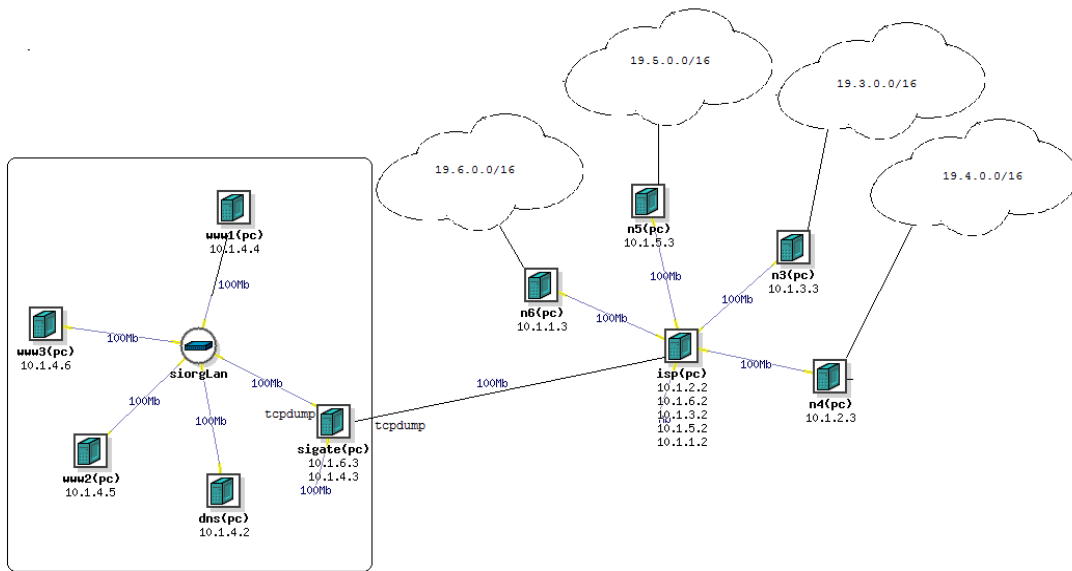 19.5.0.0/16
19.3.0.0/16
19.6.0.0/16
19.4.0.0/16
www1(pc)
10.1.4.4
100Mb
www3(pc)
10.1.4.6
100Mb
siorgLan
100Mb
www2(pc)
10.1.4.5
100Mb
dns(pc)
10.1.4.2
100Mb
tcpdump
tcpdump
sigate(pc)
10.1.6.3
10.1.4.3
100Mb
100Mb
n5(pc)
10.1.5.3
100Mb
n6(pc)
10.1.1.3
100Mb
n3(pc)
10.1.3.3
100Mb
isp(pc)
10.1.2.2
10.1.6.2
10.1.3.2
10.1.5.2
10.1.1.2
100Mb
n4(pc)
10.1.2.3